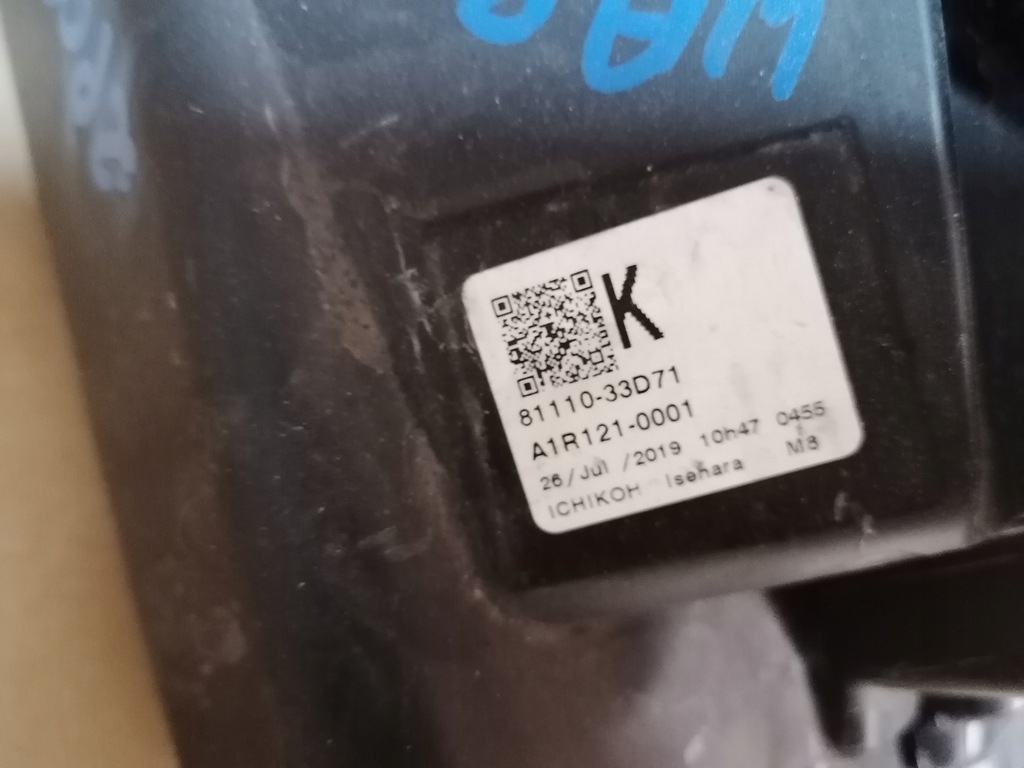 K
81110-33D71
A1R121-0001
26/Jul /2019 10h47 0455
ICHIKOH Isehara M8